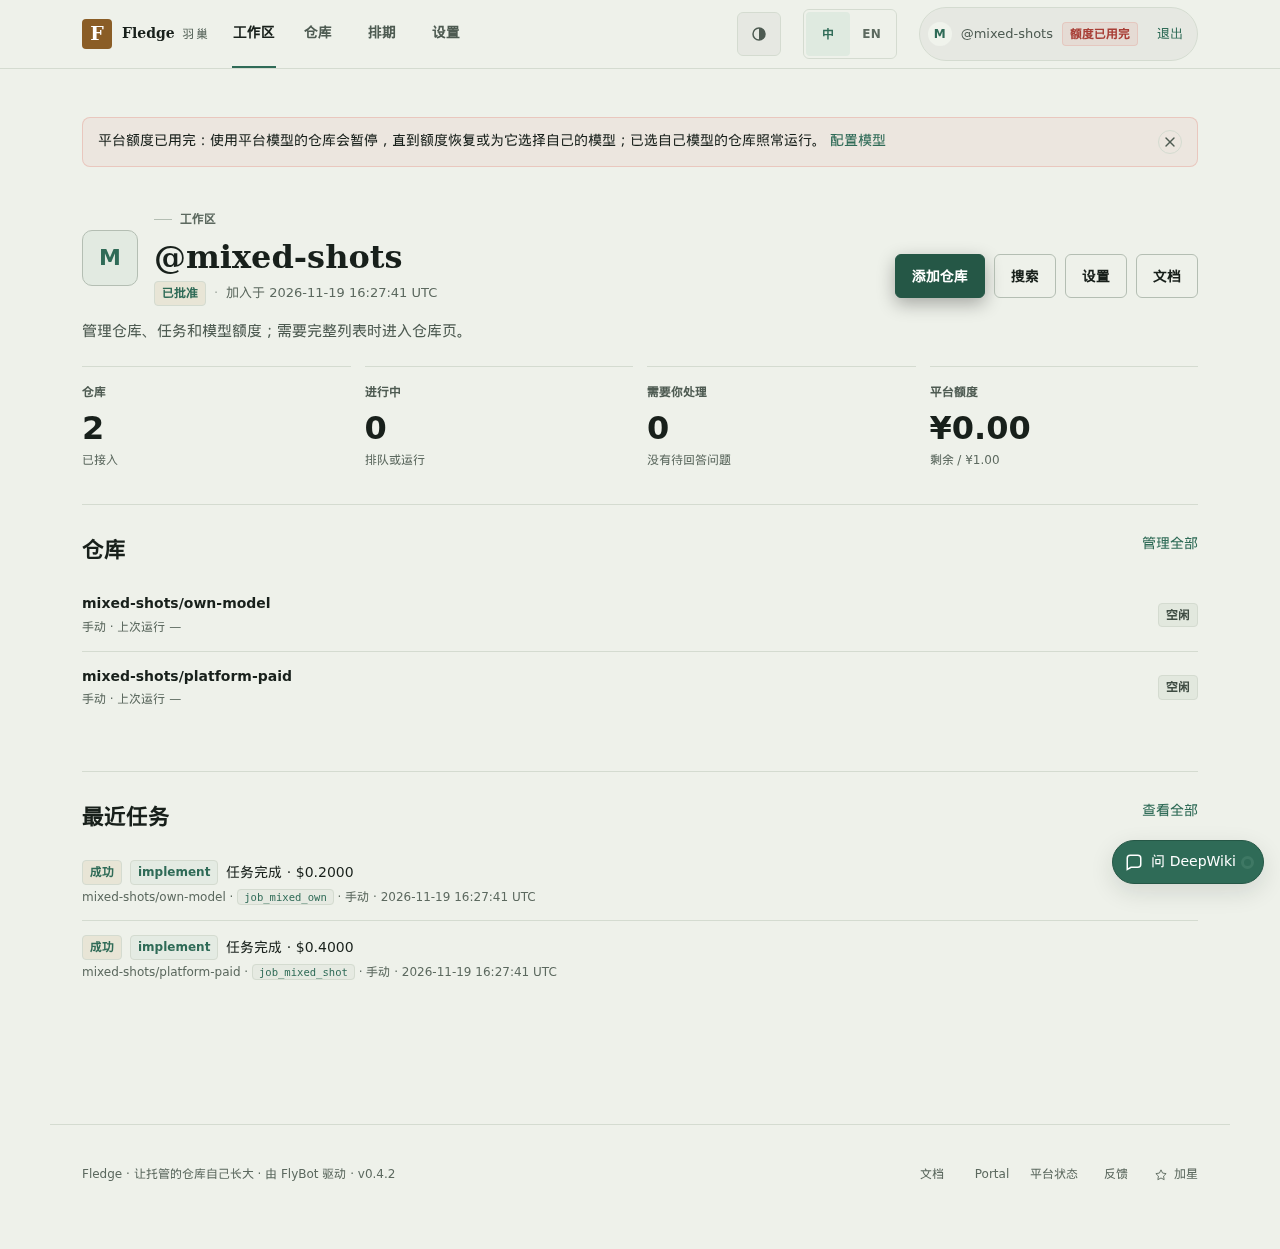 F Fledge 羽巢 工作区 仓库 排期 设置 中 EN M @mixed-shots 额度已用完 退出
平台额度已用完：使用平台模型的仓库会暂停，直到额度恢复或为它选择自己的模型；已选自己模型的仓库照常运行。 配置模型
工作区
M
@mixed-shots
已批准 · 加入于 2026-11-19 16:27:41 UTC
添加仓库 搜索 设置 文档
管理仓库、任务和模型额度；需要完整列表时进入仓库页。
仓库 进行中 需要你处理 平台额度
2 0 0 ¥0.00
已接入 排队或运行 没有待回答问题 剩余 / ¥1.00
仓库 管理全部
mixed-shots/own-model
手动 · 上次运行 —
空闲
mixed-shots/platform-paid
手动 · 上次运行 —
空闲
最近任务 查看全部
成功 implement 任务完成 · $0.2000
mixed-shots/own-model · job_mixed_own · 手动 · 2026-11-19 16:27:41 UTC
问 DeepWiki
成功 implement 任务完成 · $0.4000
mixed-shots/platform-paid · job_mixed_shot · 手动 · 2026-11-19 16:27:41 UTC
Fledge · 让托管的仓库自己长大 · 由 FlyBot 驱动 · v0.4.2 文档 Portal 平台状态 反馈 加星